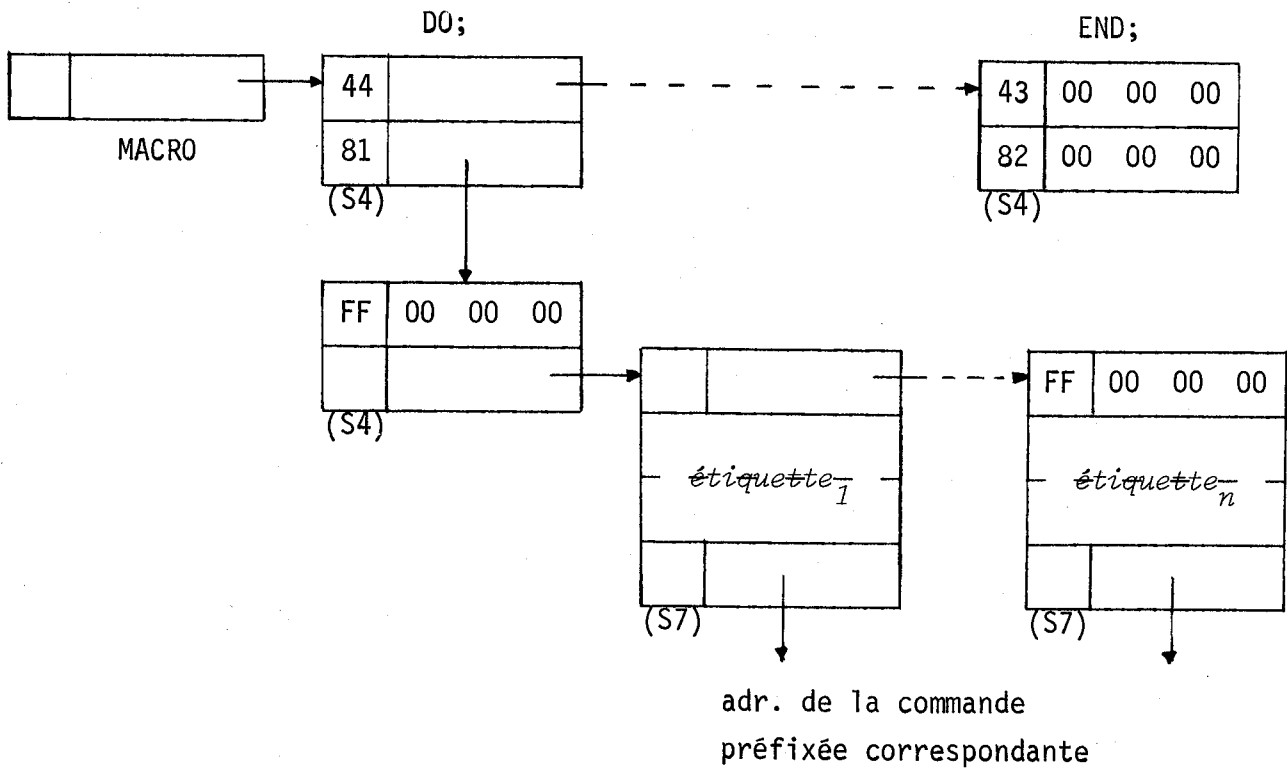 DO;
END;
44
43 00 00 00
MACRO
81
82 00 00 00
(S4)
(S4)
FF 00 00 00
FF 00 00 00
(S4)
étiquette1
étiquetten
(S7)
(S7)
adr. de la commande
préfixée correspondante